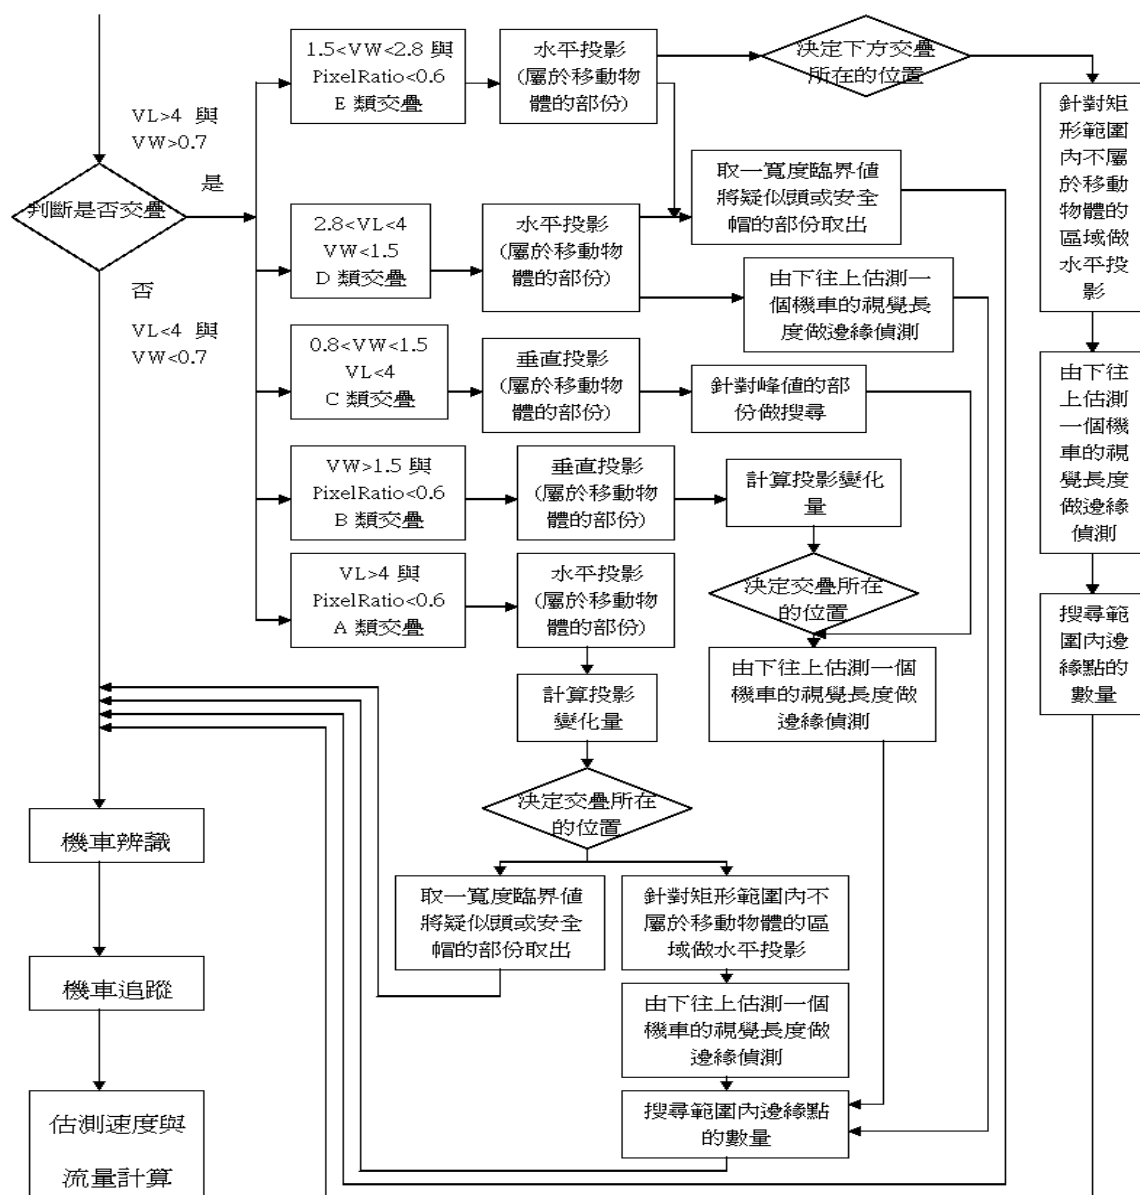 VL>4 與
VW>0.7
判斷是否交疊
是
否
VL<4 與
VW<0.7
1.5<VW<2.8 與
PixelRatio<0.6
E 類交疊
水平投影
(屬於移動物
體的部份)
決定下方交疊
所在的位置
針對矩
形範圍
內不屬
於移動
物體的
區域做
水平投
影
取一寬度臨界值
將疑似頭或安全
帽的部份取出
2.8<VL<4
VW<1.5
D 類交疊
水平投影
(屬於移動物
體的部份)
由下往上估測一
個機車的視覺長
度做邊緣偵測
0.8<VW<1.5
VL<4
C 類交疊
垂直投影
(屬於移動物
體的部份)
針對峰值的部
份做搜尋
由下往
上估測
一個機
車的視
覺長度
做邊緣
偵測
VW>1.5 與
PixelRatio<0.6
B 類交疊
垂直投影
(屬於移動物
體的部份)
計算投影變化
量
決定交疊所在
的位置
VL>4 與
PixelRatio<0.6
A 類交疊
水平投影
(屬於移動物
體的部份)
搜尋範
圍內邊
緣點的
數量
由下往上估測一個
機車的視覺長度做
邊緣偵測
計算投影
變化量
決定交疊所在
的位置
取一寬度臨界值
將疑似頭或安全
帽的部份取出
針對矩形範圍內不
屬於移動物體的區
域做水平投影
由下往上估測一個
機車的視覺長度做
邊緣偵測
搜尋範圍內邊緣點
的數量
機車辨識
機車追蹤
估測速度與
流量計算